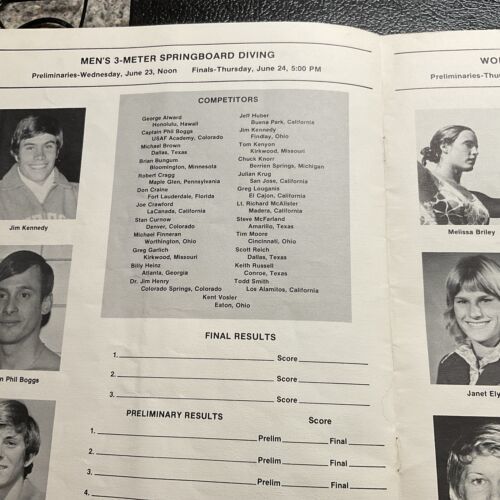 MEN'S 3-METER SPRINGBOARD DIVING
Preliminaries-Wednesday, June 23, Noon Finals-Thursday, June 24, 5:00 PM
COMPETITORS
George Alward
Honolulu, Hawaii
Captain Phil Boggs
USAF Academy, Colorado
Michael Brown
Dallas, Texas
Brian Bungum
Bloomington, Minnesota
Robert Cragg
Maple Glen, Pennsylvania
Don Craine
Fort Lauderdale, Florida
Joe Crawford
LaCanada, California
Stan Curnow
Denver, Colorado
Michael Finneran
Worthington, Ohio
Greg Garlich
Kirkwood, Missouri
Billy Heinz
Atlanta, Georgia
Dr. Jim Henry
Colorado Springs, Colorado
Jeff Huber
Buena Park, California
Jim Kennedy
Findlay, Ohio
Tom Kenyon
Kirkwood, Missouri
Chuck Knorr
Berrien Springs, Michigan
Julian Krug
San Jose, California
Greg Louganis
El Cajon, California
Lt. Richard McAlister
Madera, California
Steve McFarland
Amarillo, Texas
Tim Moore
Cincinnati, Ohio
Scott Reich
Dallas, Texas
Keith Russell
Conroe, Texas
Todd Smith
Los Alamitos, California
Kent Vosler
Eaton, Ohio
Jim Kennedy
n Phil Boggs
FINAL RESULTS
1. Score
2. Score
3. Score
PRELIMINARY RESULTS Score
1. Prelim Final
2. Prelim Final
3. Prelim Final
4.
WO
Preliminaries-Thu
Melissa Briley
Janet Ely